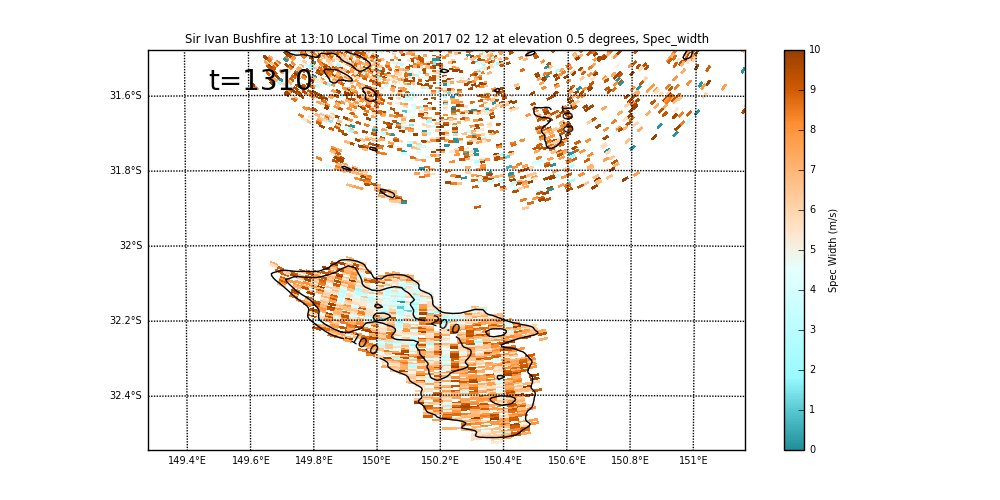 Sir Ivan Bushfire at 13:10 Local Time on 2017 02 12 at elevation 0.5 degrees, Spec_width
t=1310
31.6°S
31.8°S
32°S
32.2°S
32.4°S
149.4°E 149.6°E 149.8°E 150°E 150.2°E 150.4°E 150.6°E 150.8°E 151°E
20.0
10.0
10
9
8
7
6
5
4
3
2
1
0
Spec Width (m/s)